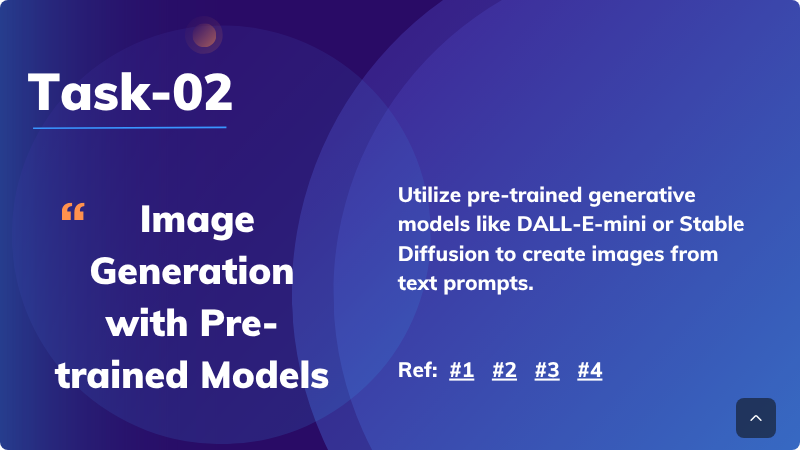 Task-02
“ Image
Generation
with Pre-
trained Models
Utilize pre-trained generative
models like DALL-E-mini or Stable
Diffusion to create images from
text prompts.
Ref: #1 #2 #3 #4